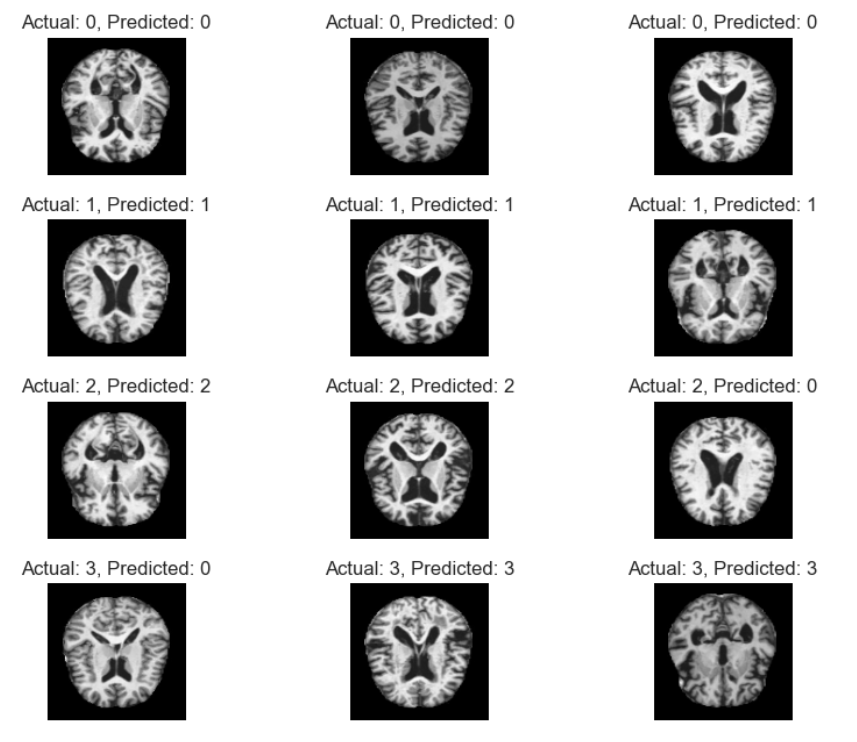 Actual: 0, Predicted: 0
Actual: 0, Predicted: 0
Actual: 0, Predicted: 0
Actual: 1, Predicted: 1
Actual: 1, Predicted: 1
Actual: 1, Predicted: 1
Actual: 2, Predicted: 2
Actual: 2, Predicted: 2
Actual: 2, Predicted: 0
Actual: 3, Predicted: 0
Actual: 3, Predicted: 3
Actual: 3, Predicted: 3